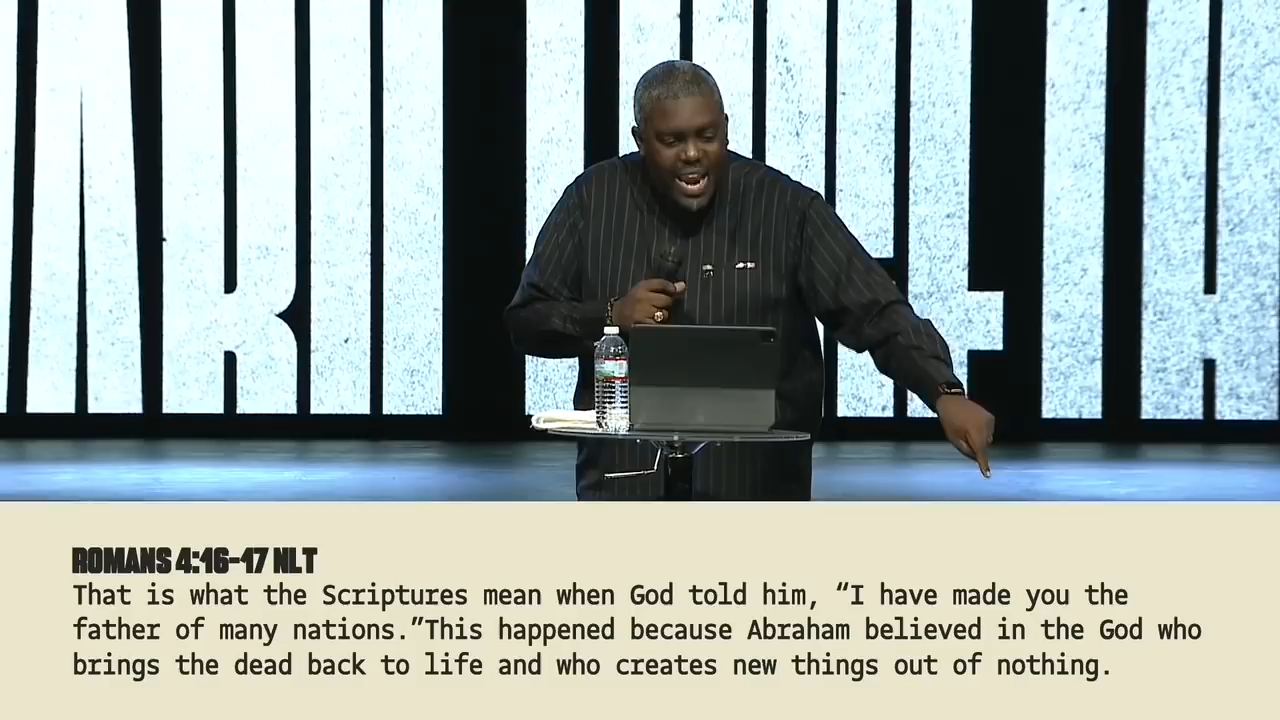 ROMANS 4:16-17 NLT
That is what the Scriptures mean when God told him, “I have made you the
father of many nations.”This happened because Abraham believed in the God who
brings the dead back to life and who creates new things out of nothing.